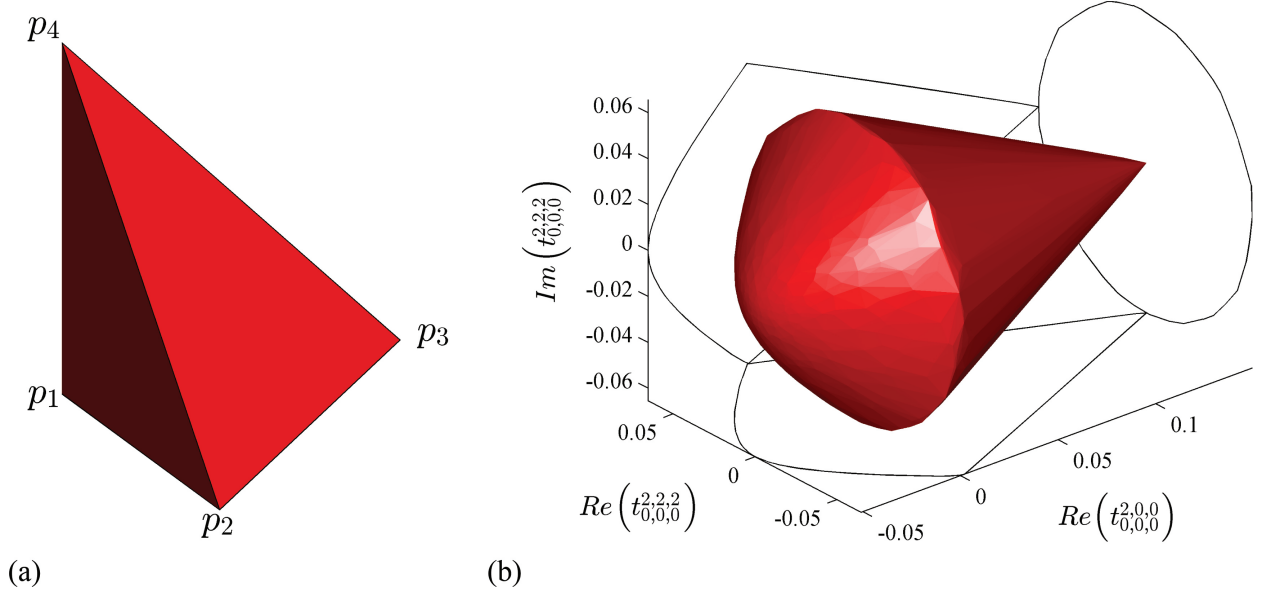 p4
p3
p1
p2
(a)
0.06
0.04
0.02
0
-0.02
-0.04
-0.06
Im(t^{2,2,2}_{0,0,0})
0.05
0
-0.05
Re(t^{2,2,2}_{0,0,0})
-0.05
0
0.05
0.1
Re(t^{2,0,0}_{0,0,0})
(b)